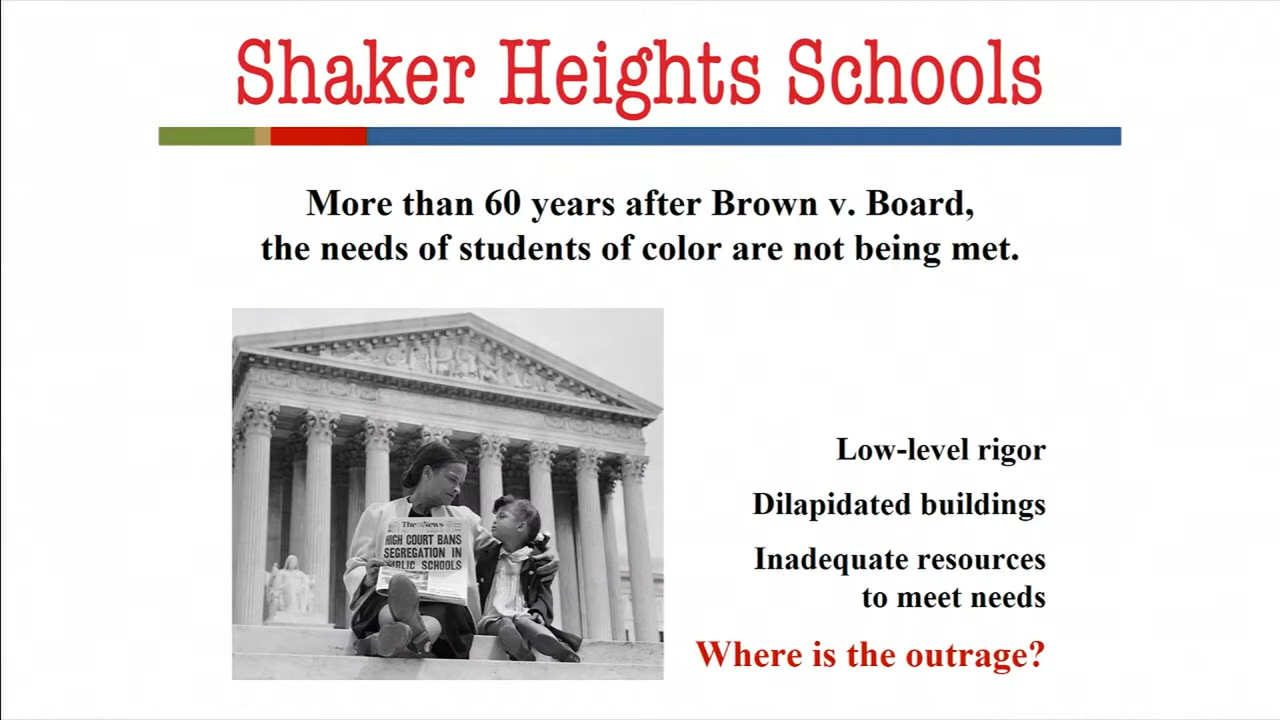 Shaker Heights Schools
More than 60 years after Brown v. Board,
the needs of students of color are not being met.
The News
HIGH COURT BANS
SEGREGATION IN
PUBLIC SCHOOLS
Low-level rigor
Dilapidated buildings
Inadequate resources
to meet needs
Where is the outrage?